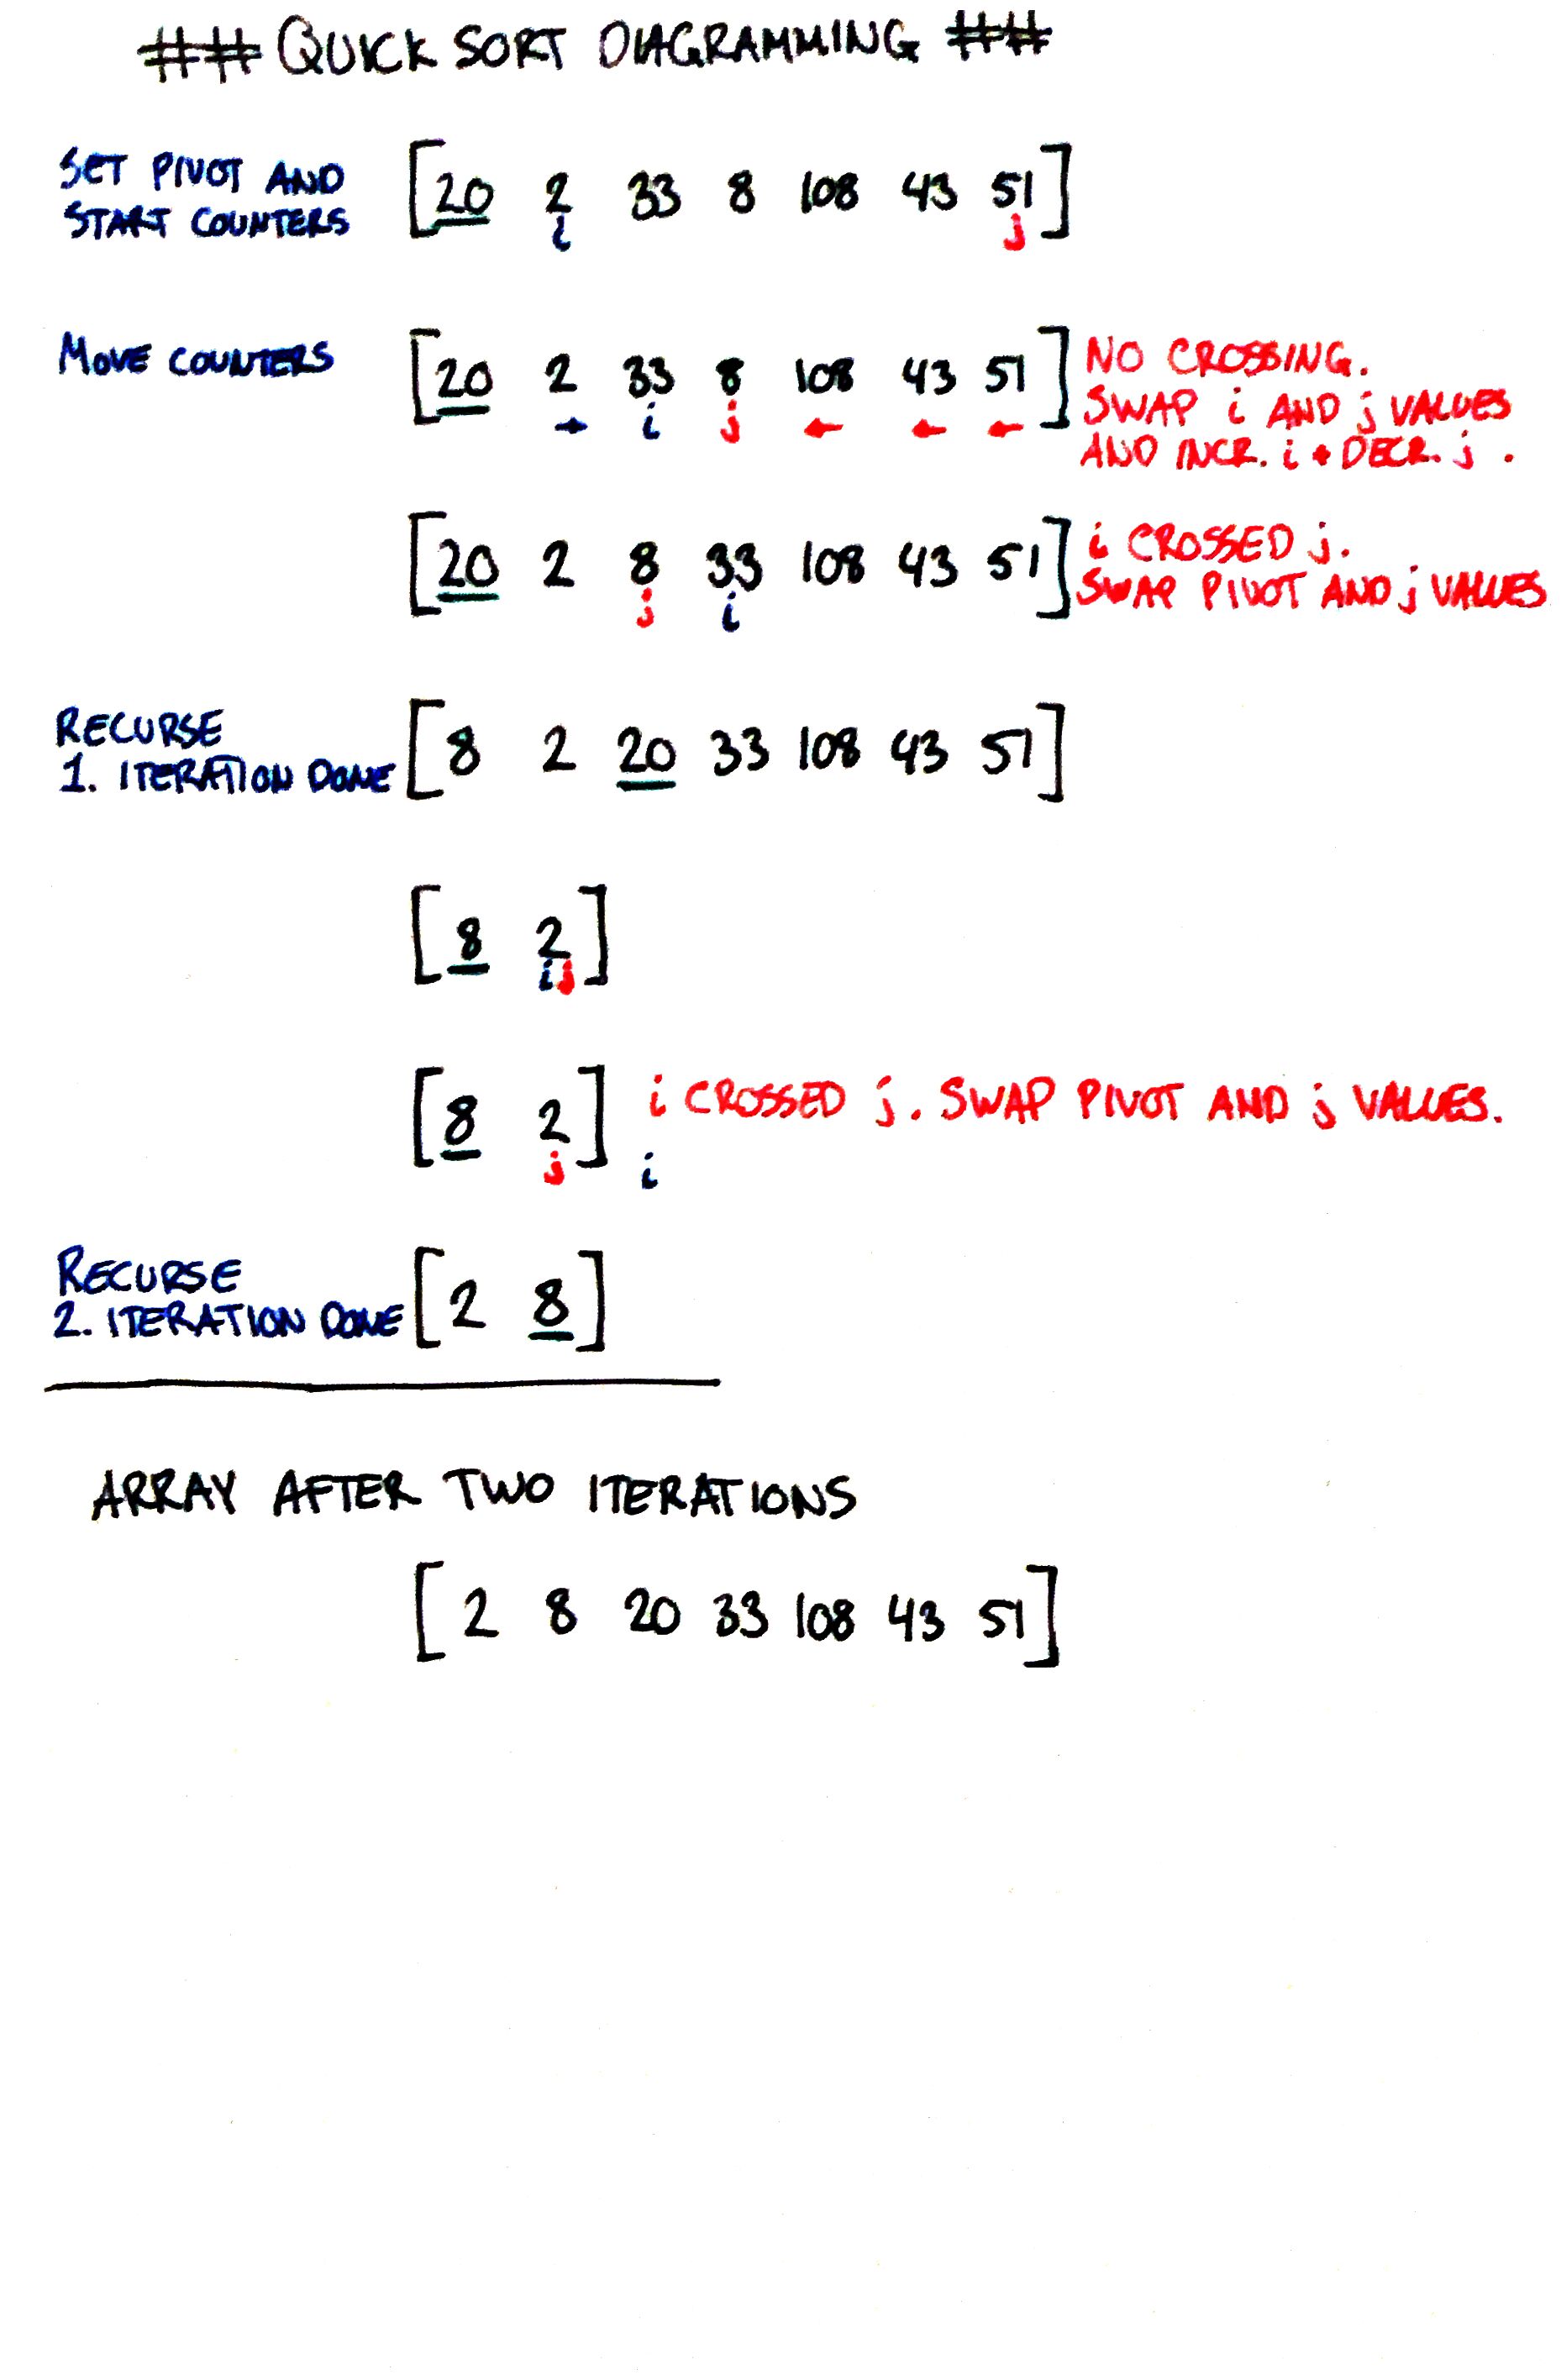 ## QUICK SORT DIAGRAMMING ##
SET PIVOT AND
START COUNTERS
[20 2 33 8 108 43 51]
i j
MOVE COUNTERS
[20 2 33 8 108 43 51]
→ i j ← ← ←
NO CROSSING.
SWAP i AND j VALUES
AND INCR. i + DECR. j .
[20 2 8 33 108 43 51]
j i
i CROSSED j.
SWAP PIVOT AND j VALUES
RECURSE
1. ITERATION DONE
[8 2 20 33 108 43 51]
[8 2]
i j
[8 2]
j i
i CROSSED j. SWAP PIVOT AND j VALUES.
RECURSE
2. ITERATION DONE
[2 8]
ARRAY AFTER TWO ITERATIONS
[2 8 20 33 108 43 51]